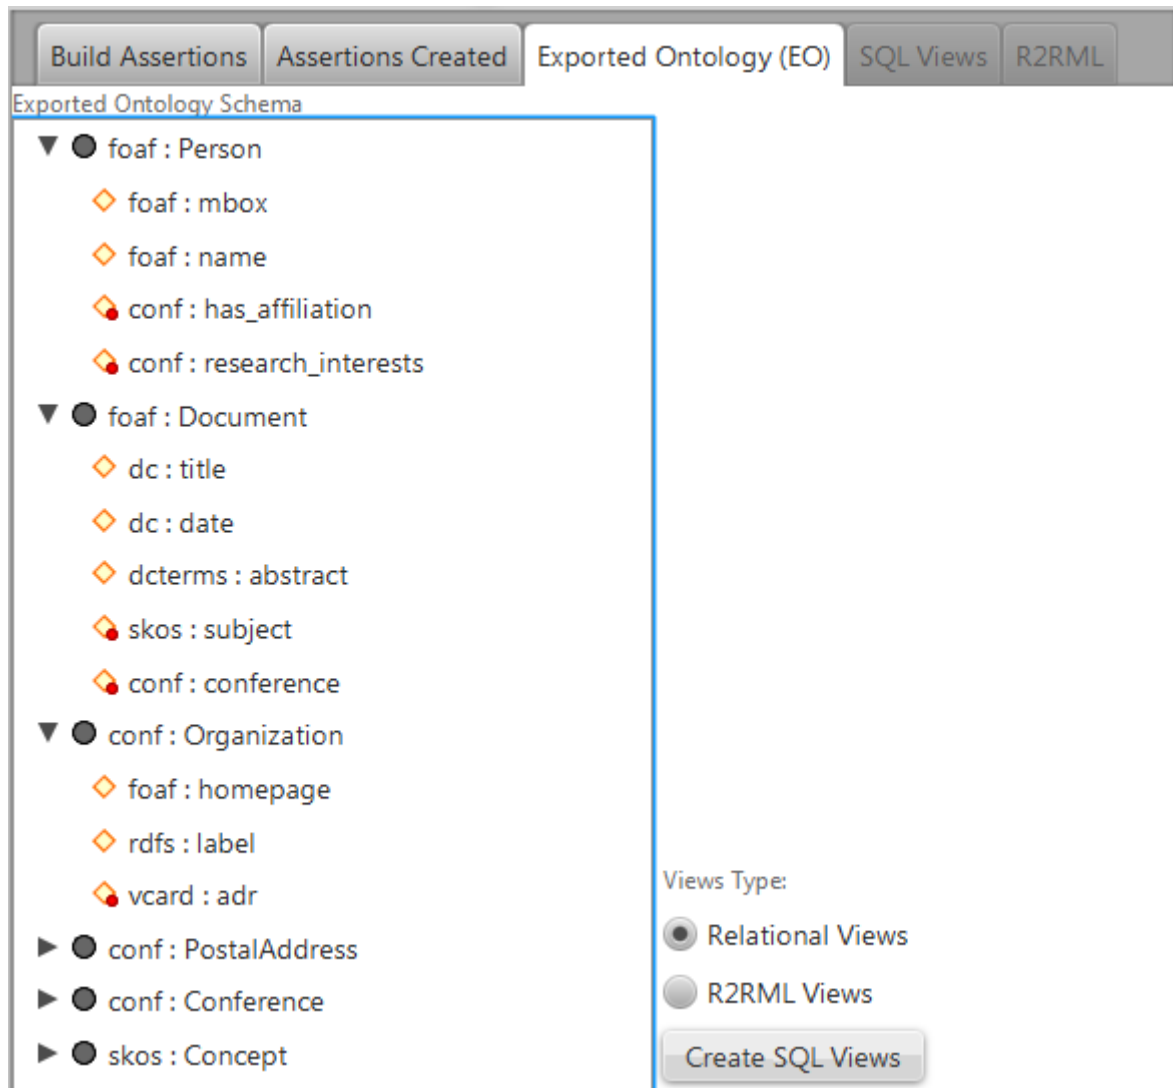 Build Assertions Assertions Created Exported Ontology (EO) SQL Views R2RML
Exported Ontology Schema
foaf : Person
foaf : mbox
foaf : name
conf : has_affiliation
conf : research_interests
foaf : Document
dc : title
dc : date
dcterms : abstract
skos : subject
conf : conference
conf : Organization
foaf : homepage
rdfs : label
vcard : adr
conf : PostalAddress
conf : Conference
skos : Concept
Views Type:
Relational Views
R2RML Views
Create SQL Views